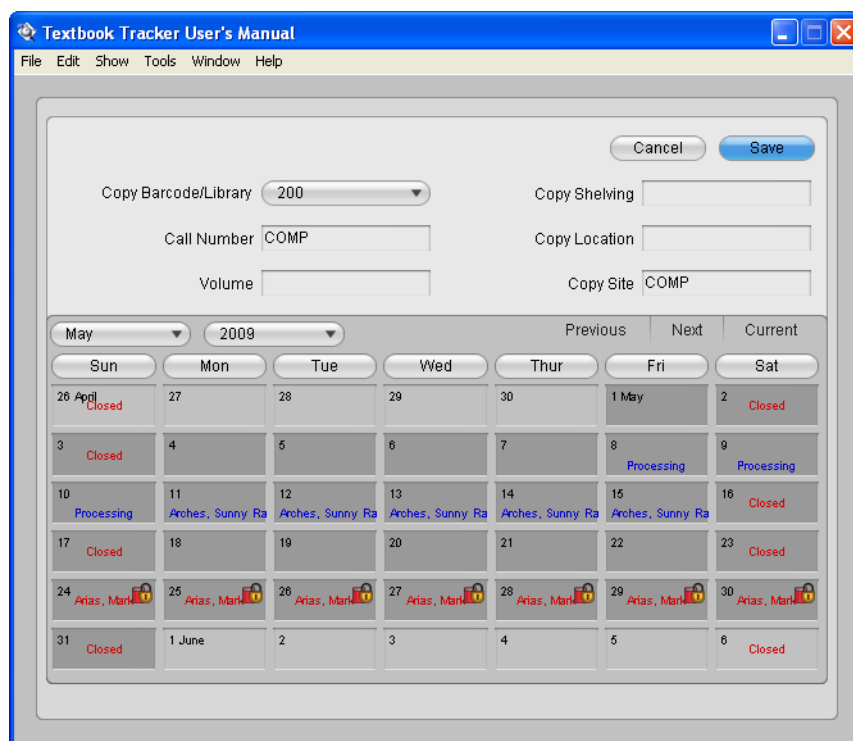 Textbook Tracker User's Manual
File Edit Show Tools Window Help
Cancel Save
Copy Barcode/Library 200 Copy Shelving
Call Number COMP Copy Location
Volume Copy Site COMP
May 2009 Previous Next Current
Sun Mon Tue Wed Thur Fri Sat
26 April 27 28 29 30 1 May 2
Closed Closed
3 4 5 6 7 8 9
Closed Processing Processing
10 11 12 13 14 15 16
Processing Arches, Sunny Ra Arches, Sunny Ra Arches, Sunny Ra Arches, Sunny Ra Arches, Sunny Ra Closed
17 18 19 20 21 22 23
Closed Closed
24 25 26 27 28 29 30
Arias, Mark Arias, Mark Arias, Mark Arias, Mark Arias, Mark Arias, Mark Arias, Mark
31 1 June 2 3 4 5 6
Closed Closed